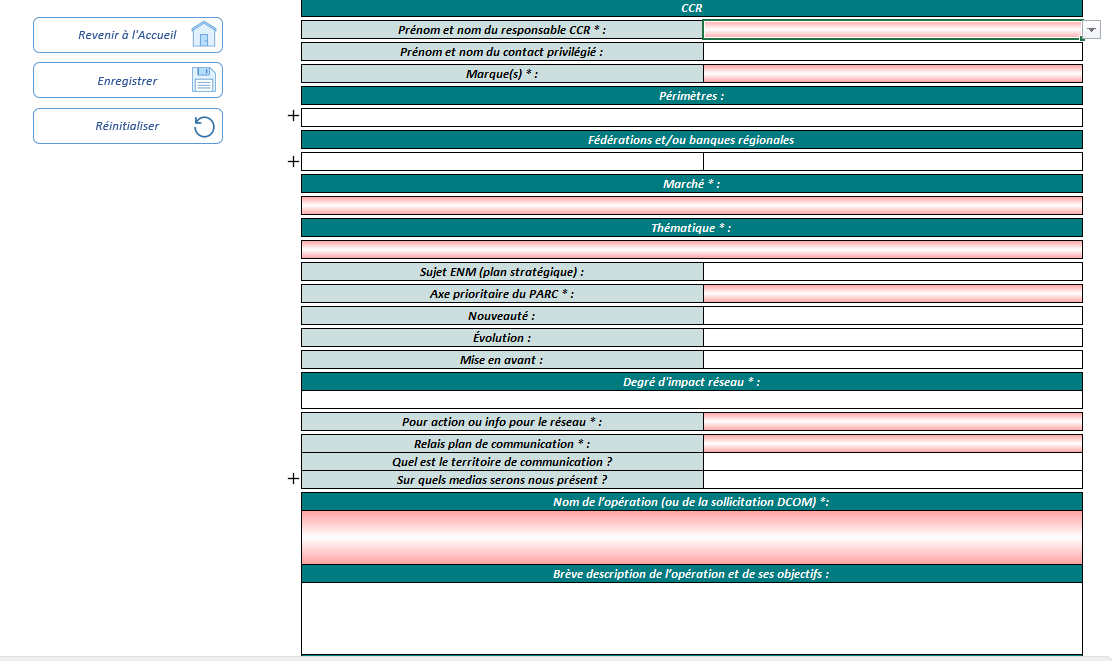 Revenir à l'Accueil
Enregistrer
Réinitialiser
CCR
Prénom et nom du responsable CCR * :
Prénom et nom du contact privilégié :
Marque(s) * :
Périmètres :
Fédérations et/ou banques régionales
Marché * :
Thématique * :
Sujet ENM (plan stratégique) :
Axe prioritaire du PARC * :
Nouveauté :
Évolution :
Mise en avant :
Degré d'impact réseau * :
Pour action ou info pour le réseau * :
Relais plan de communication * :
Quel est le territoire de communication ?
Sur quels medias serons nous présent ?
Nom de l'opération (ou de la sollicitation DCOM) *:
Brève description de l'opération et de ses objectifs :